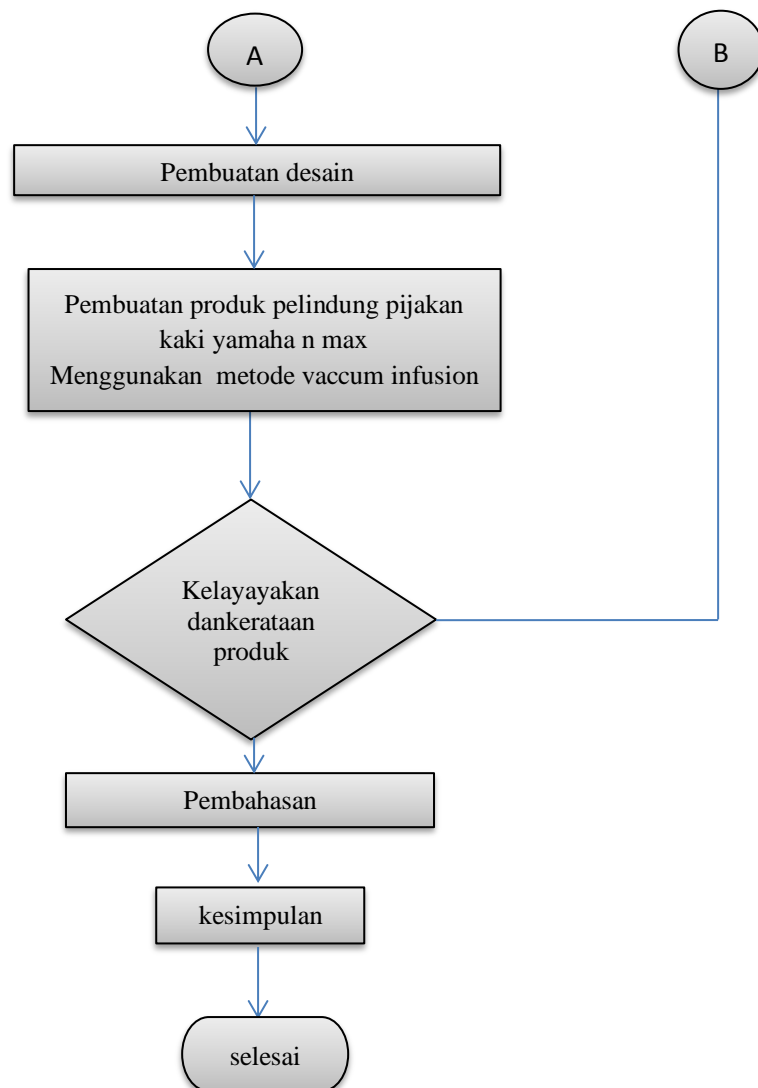 A
B
Pembuatan desain
Pembuatan produk pelindung pijakan
kaki yamaha n max
Menggunakan metode vaccum infusion
Kelayayakan
dankerataan
produk
Pembahasan
kesimpulan
selesai